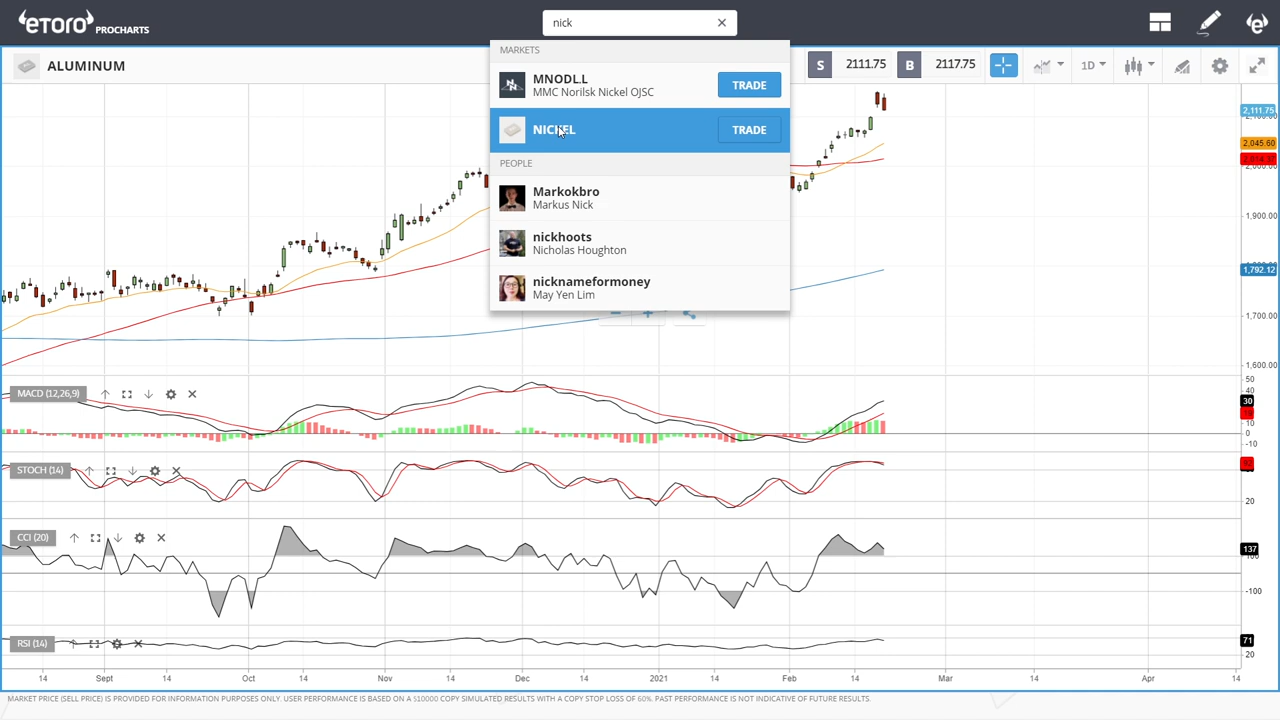 eTORO PROCHARTS
nick
ALUMINUM
S 2111.75 B 2117.75
1D
MARKETS
MNODL.L
MMC Norilsk Nickel OJSC
TRADE
NICKEL
TRADE
PEOPLE
Markokbro
Markus Nick
nickhoots
Nicholas Houghton
nicknameformoney
May Yen Lim
2,111.75
2,045.60
1,900.00
1,800.00
1,792.12
1,700.00
1,600.00
MACD (12,26,9)
50
40
30
10
0
-10
STOCH (14)
20
CCI (20)
137
-100
RSI (14)
71
20
14 Sept 14 Oct 14 Nov 14 Dec 14 2021 14 Feb 14 Mar 14 Apr 14
MARKET PRICE (SELL PRICE) IS PROVIDED FOR INFORMATION PURPOSES ONLY. USER PERFORMANCE IS BASED ON A $10000 COPY SIMULATED RESULTS WITH A COPY STOP LOSS OF 60%. PAST PERFORMANCE IS NOT INDICATIVE OF FUTURE RESULTS.